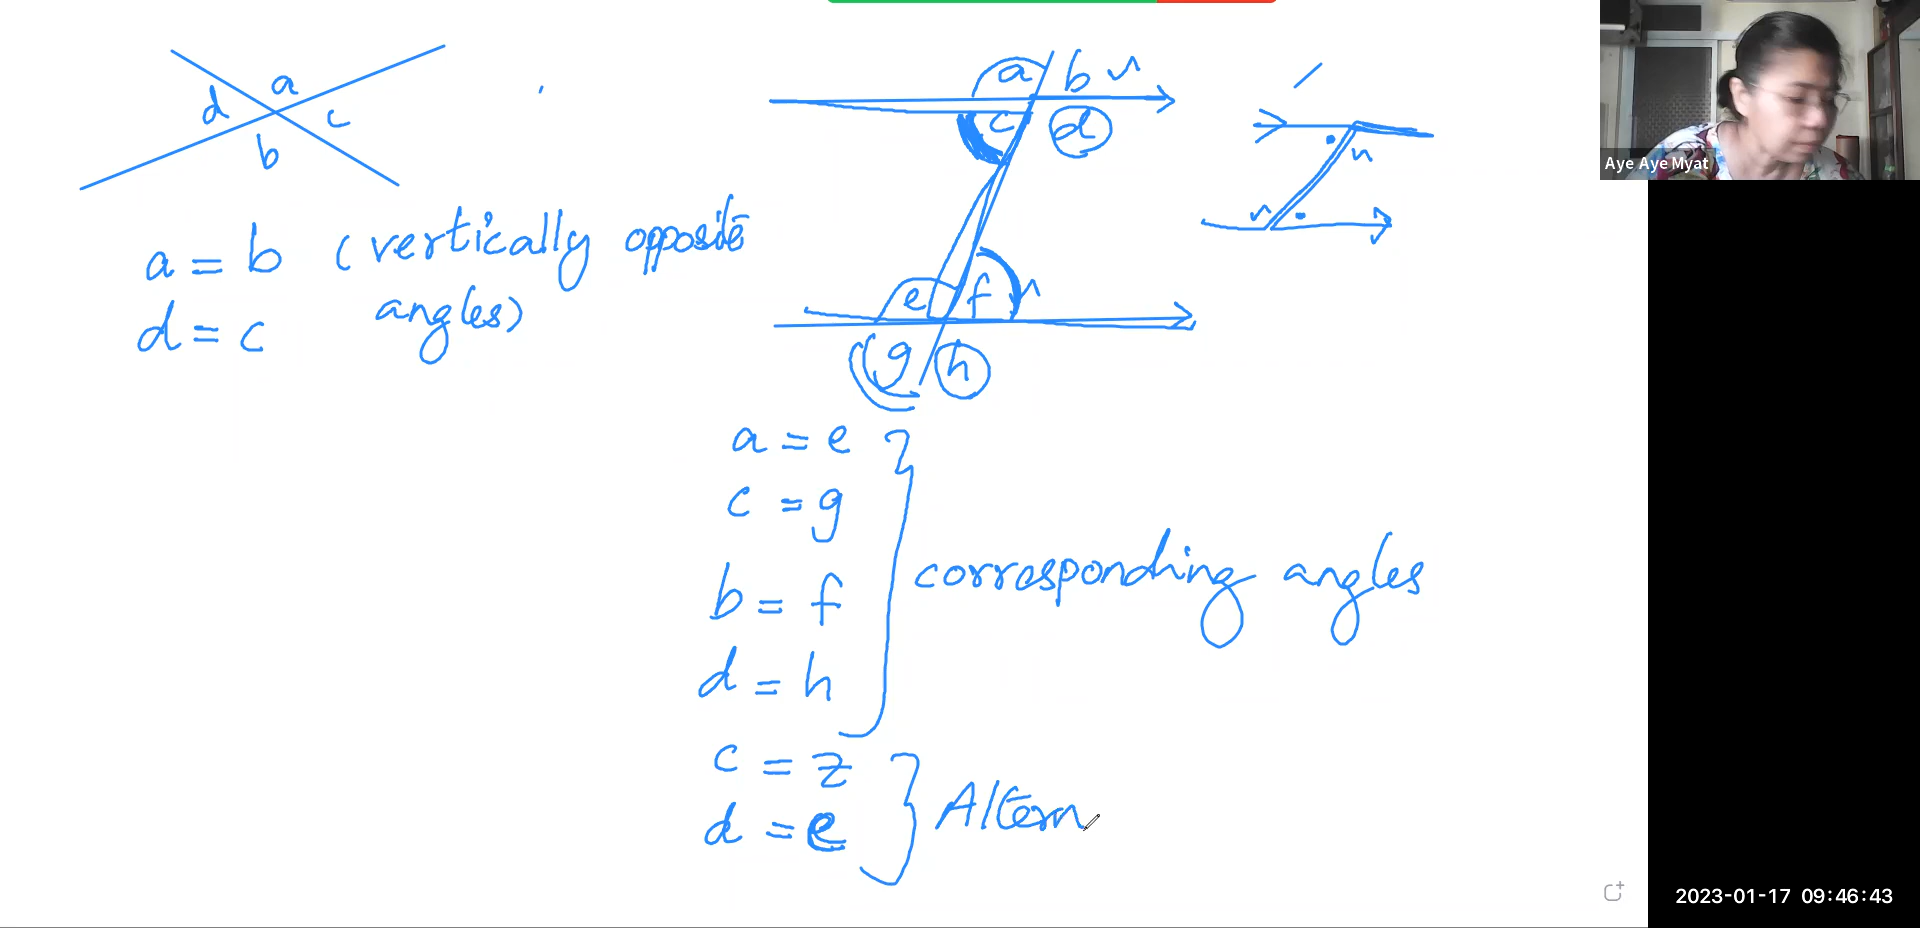 a
d
c
b
a = b (vertically opposite
d = c angles)
a b
c d
e f
g h
a = e
c = g
b = f
d = h
corresponding angles
c = z
d = e
Altern
Aye Aye Myat
2023-01-17 09:46:43